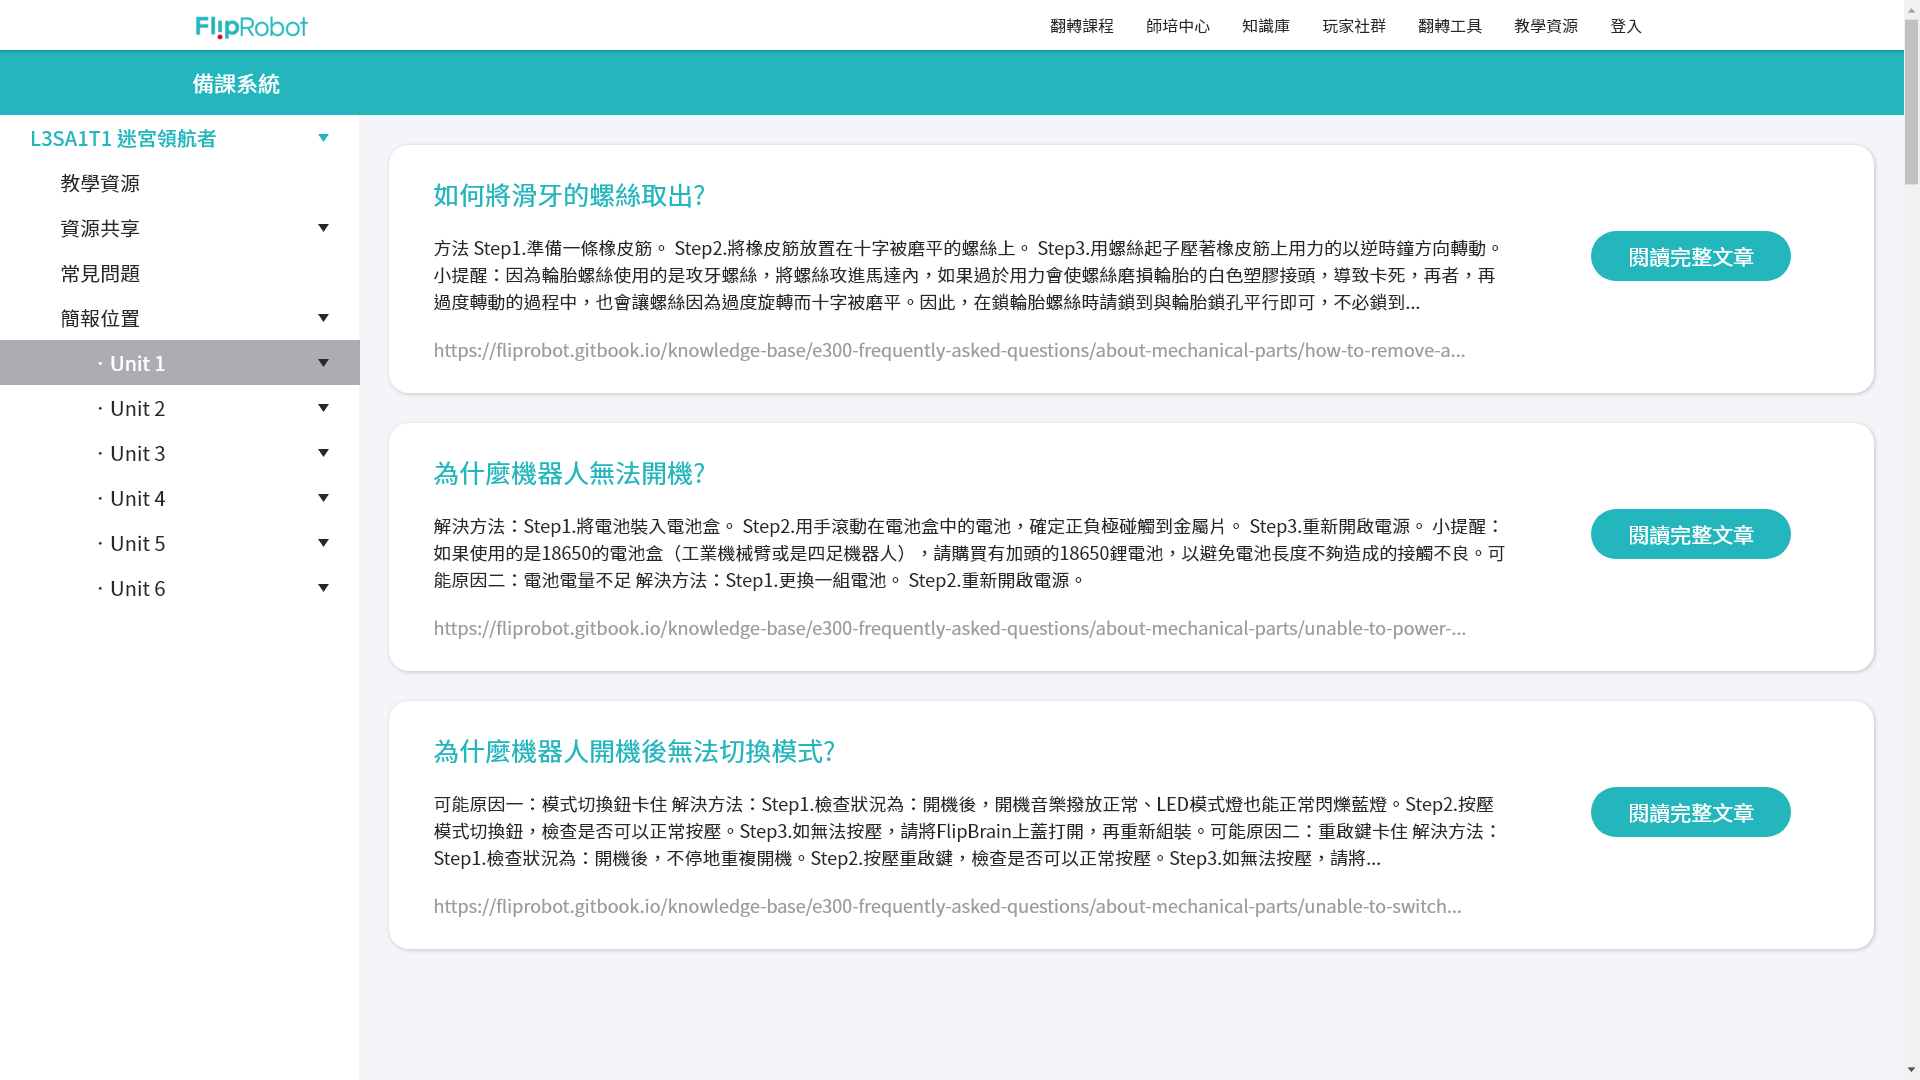 FlipRobot
翻轉課程 師培中心 知識庫 玩家社群 翻轉工具 教學資源 登入
備課系統
L3SA1T1 迷宮領航者
教學資源
資源共享
常見問題
簡報位置
· Unit 1
· Unit 2
· Unit 3
· Unit 4
· Unit 5
· Unit 6
如何將滑牙的螺絲取出?
方法 Step1.準備一條橡皮筋。 Step2.將橡皮筋放置在十字被磨平的螺絲上。 Step3.用螺絲起子壓著橡皮筋上用力的以逆時鐘方向轉動。
小提醒：因為輪胎螺絲使用的是攻牙螺絲，將螺絲攻進馬達內，如果過於用力會使螺絲磨損輪胎的白色塑膠接頭，導致卡死，再者，再
過度轉動的過程中，也會讓螺絲因為過度旋轉而十字被磨平。因此，在鎖輪胎螺絲時請鎖到與輪胎鎖孔平行即可，不必鎖到...
https://fliprobot.gitbook.io/knowledge-base/e300-frequently-asked-questions/about-mechanical-parts/how-to-remove-a...
閱讀完整文章
為什麼機器人無法開機?
解決方法：Step1.將電池裝入電池盒。 Step2.用手滾動在電池盒中的電池，確定正負極碰觸到金屬片。 Step3.重新開啟電源。 小提醒：
如果使用的是18650的電池盒（工業機械臂或是四足機器人），請購買有加頭的18650鋰電池，以避免電池長度不夠造成的接觸不良。可
能原因二：電池電量不足 解決方法：Step1.更換一組電池。 Step2.重新開啟電源。
https://fliprobot.gitbook.io/knowledge-base/e300-frequently-asked-questions/about-mechanical-parts/unable-to-power-...
閱讀完整文章
為什麼機器人開機後無法切換模式?
可能原因一：模式切換鈕卡住 解決方法：Step1.檢查狀況為：開機後，開機音樂撥放正常、LED模式燈也能正常閃爍藍燈。Step2.按壓
模式切換鈕，檢查是否可以正常按壓。Step3.如無法按壓，請將FlipBrain上蓋打開，再重新組裝。可能原因二：重啟鍵卡住 解決方法：
Step1.檢查狀況為：開機後，不停地重複開機。Step2.按壓重啟鍵，檢查是否可以正常按壓。Step3.如無法按壓，請將...
https://fliprobot.gitbook.io/knowledge-base/e300-frequently-asked-questions/about-mechanical-parts/unable-to-switch...
閱讀完整文章